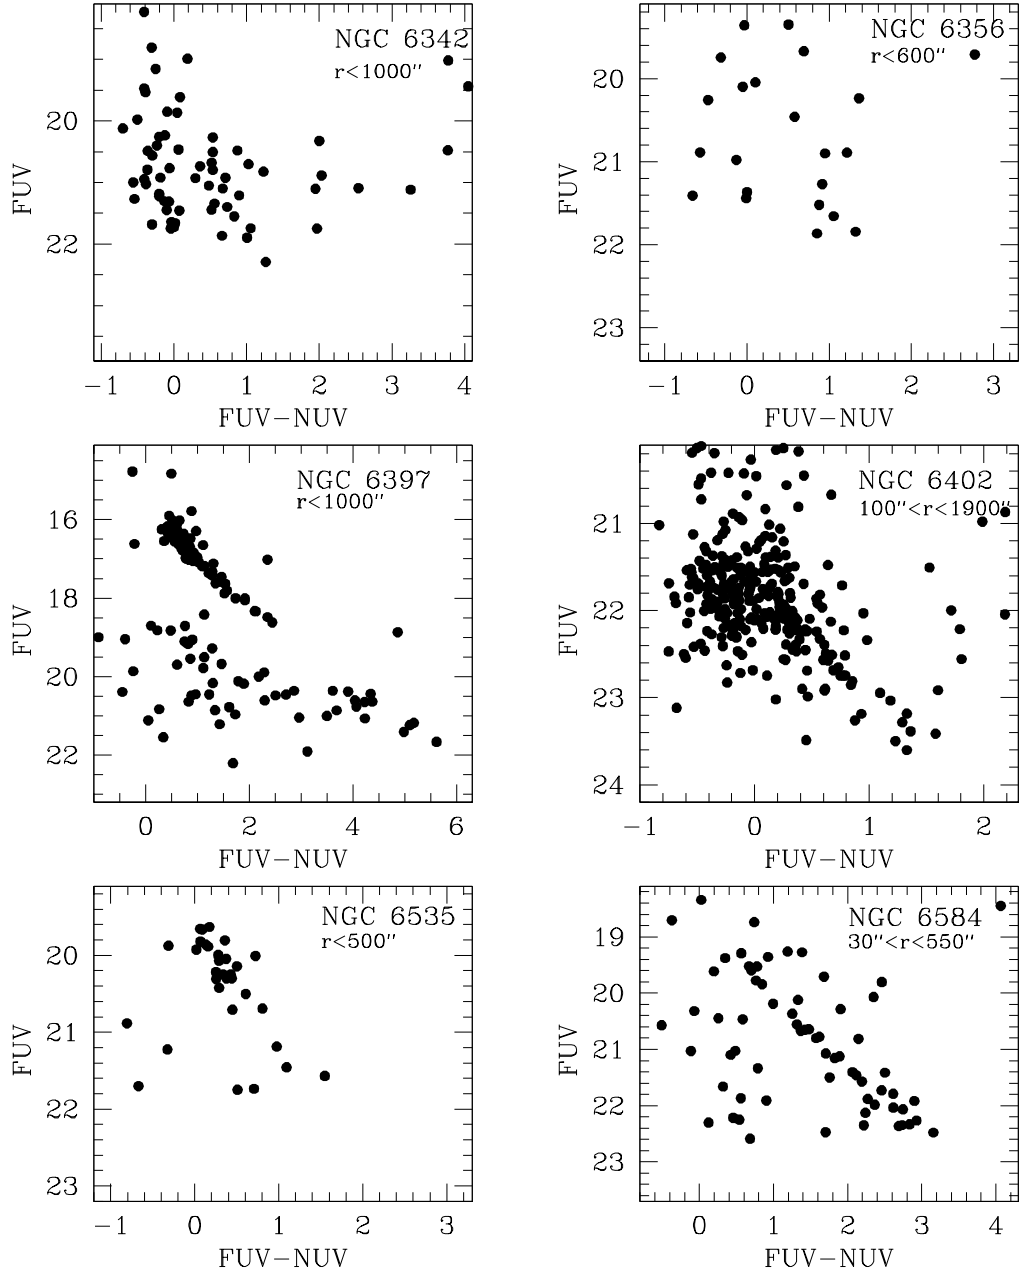 NGC 6342
r<1000"
FUV
20
22
−1 0 1 2 3 4
FUV−NUV
NGC 6356
r<600"
FUV
20
21
22
23
−1 0 1 2 3
FUV−NUV
NGC 6397
r<1000"
FUV
16
18
20
22
0 2 4 6
FUV−NUV
NGC 6402
100"<r<1900"
FUV
21
22
23
24
−1 0 1 2
FUV−NUV
NGC 6535
r<500"
FUV
20
21
22
23
−1 0 1 2 3
FUV−NUV
NGC 6584
30"<r<550"
FUV
19
20
21
22
23
0 1 2 3 4
FUV−NUV